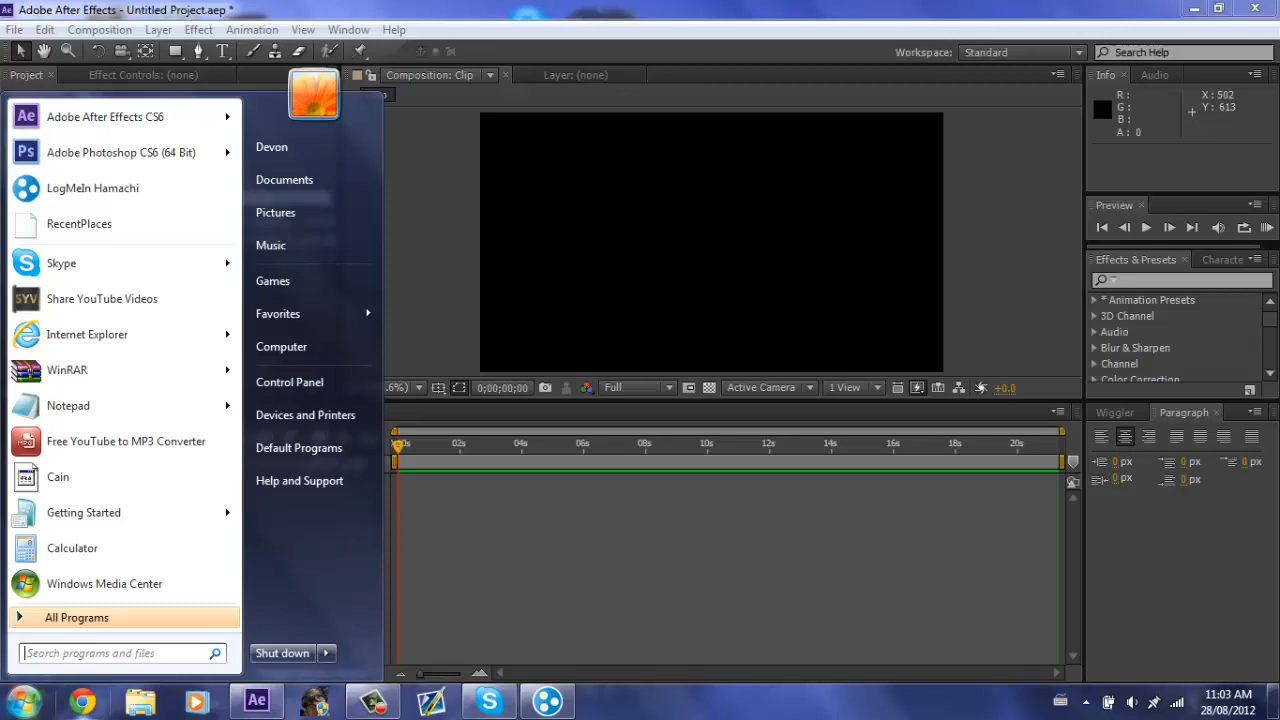 Adobe After Effects - Untitled Project.aep *
File Edit Composition Layer Effect Animation View Window Help
Workspace: Standard Search Help
Project Effect Controls: (none) Composition: Clip Layer: (none) Info Audio
R: X: 502
G: Y: 613
B:
A: 0
Preview
Effects & Presets Characte
* Animation Presets
3D Channel
Audio
Blur & Sharpen
Channel
Color Correction
Adobe After Effects CS6
Adobe Photoshop CS6 (64 Bit)
LogMeIn Hamachi
RecentPlaces
Skype
Share YouTube Videos
Internet Explorer
WinRAR
Notepad
Free YouTube to MP3 Converter
Cain
Getting Started
Calculator
Windows Media Center
All Programs
Search programs and files
Devon
Documents
Pictures
Music
Games
Favorites
Computer
Control Panel
Devices and Printers
Default Programs
Help and Support
Shut down
.6%) 0;00;00;00 Full Active Camera 1 View +0.0
02s 04s 06s 08s 10s 12s 14s 16s 18s 20s
Wiggler Paragraph
0 px 0 px 0 px
0 px 0 px
Ae
Ps
SYV
Ae
11:03 AM
28/08/2012